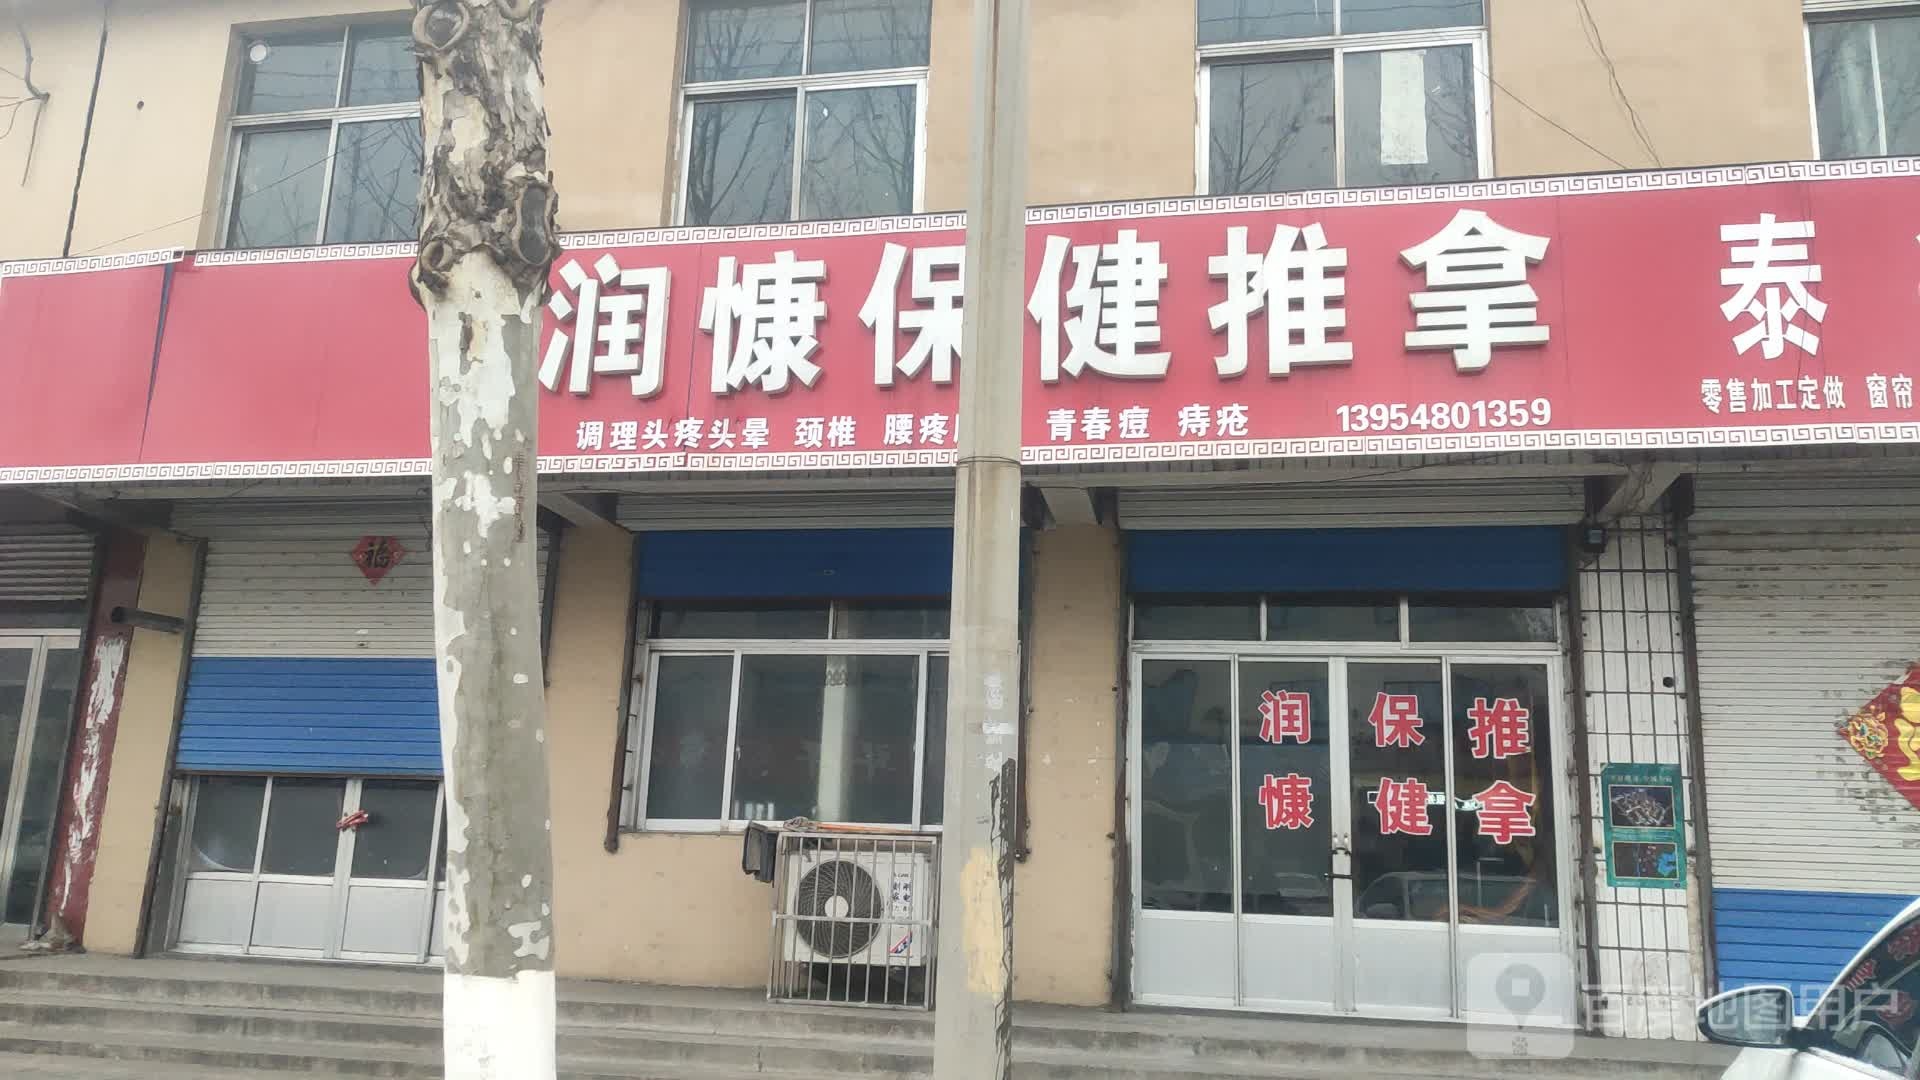 润慷保健推拿
泰
调理头疼头晕 颈椎 腰疼 青春痘 痔疮 13954801359
零售加工定做 窗帘
福
润慷
保健
推拿
百度地图用户